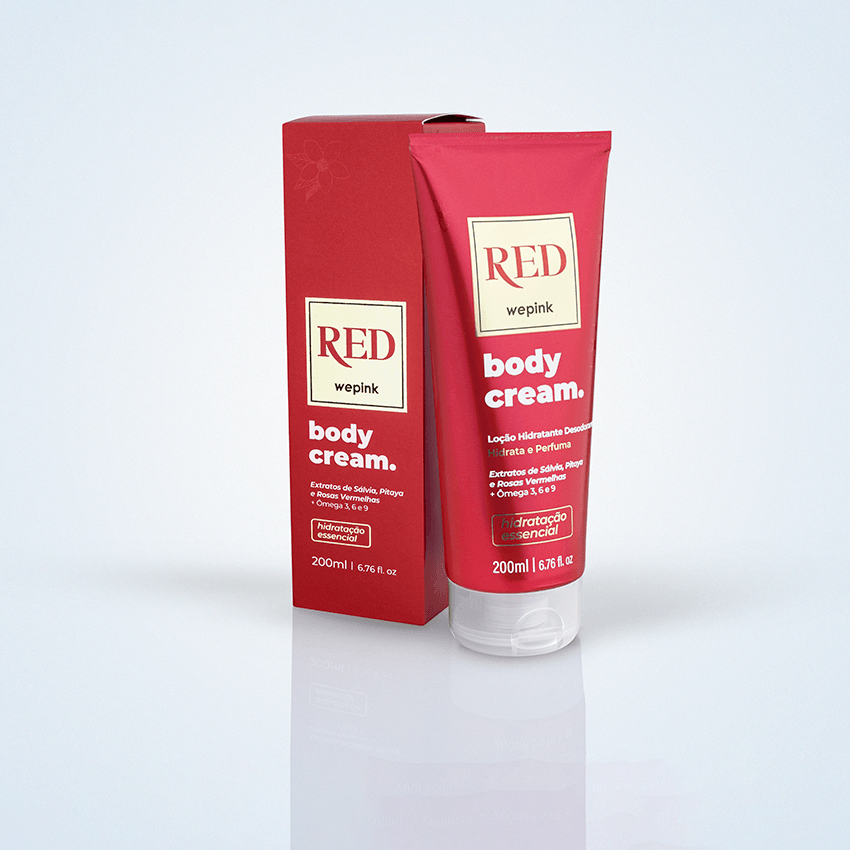 RED
wepink
body
cream.
Extratos de Sálvia, Pitaya
e Rosas Vermelhas
+ Ômega 3, 6 e 9
hidratação
essencial
200ml | 6.76 fl. oz
RED
wepink
body
cream.
Loção Hidratante
Hidrata e Perfuma
Extratos de Sálvia, Pitaya
e Rosas Vermelhas
+ Ômega 3, 6 e 9
hidratação
essencial
200ml | 6.76 fl. oz